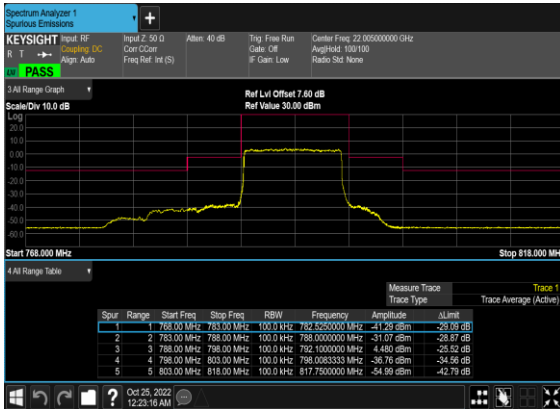 Spectrum Analyzer 1
Spurious Emissions
+
KEYSIGHT Input: RF Input Z: 50 Ω Atten: 40 dB Trig: Free Run Center Freq: 22.005000000 GHz
R T Coupling: DC Corr CCorr Gate: Off Avg|Hold: 100/100
Align: Auto Freq Ref: Int (S) IF Gain: Low Radio Std: None
LXI PASS
3 All Range Graph
Ref Lvl Offset 7.60 dB
Scale/Div 10.0 dB Ref Value 30.00 dBm
Log
20.0
10.0
0.00
-10.0
-20.0
-30.0
-40.0
-50.0
-60.0
Start 768.000 MHz Stop 818.000 MH
4 All Range Table
Measure Trace Trace 1
Trace Type Trace Average (Active)
Spur Range Start Freq Stop Freq RBW Frequency Amplitude ΔLimit
1 1 768.00 MHz 783.00 MHz 100.0 kHz 782.5250000 MHz -41.29 dBm -29.09 dB
2 2 783.00 MHz 788.00 MHz 100.0 kHz 788.0000000 MHz -31.07 dBm -28.87 dB
3 3 788.00 MHz 798.00 MHz 100.0 kHz 792.1000000 MHz 4.480 dBm -25.52 dB
4 4 798.00 MHz 803.00 MHz 100.0 kHz 798.0083333 MHz -36.76 dBm -34.56 dB
5 5 803.00 MHz 818.00 MHz 100.0 kHz 817.7500000 MHz -54.99 dBm -42.79 dB
? Oct 25, 2022
12:23:16 AM